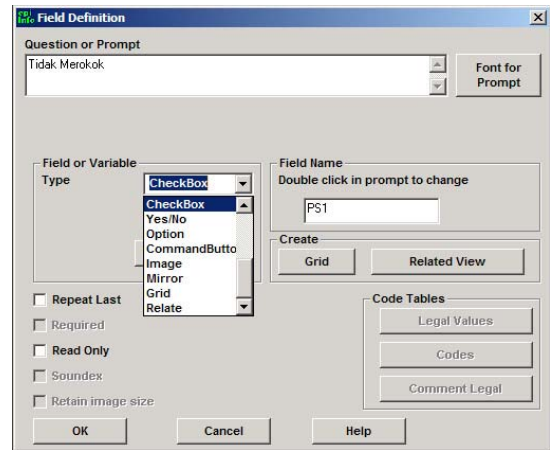 Epi Info Field Definition
Question or Prompt
Tidak Merokok
Font for
Prompt
Field or Variable
Type
CheckBox
CheckBox
Yes/No
Option
CommandButto
Image
Mirror
Grid
Relate
Field Name
Double click in prompt to change
PS1
Create
Grid
Related View
Repeat Last
Required
Read Only
Soundex
Retain image size
Code Tables
Legal Values
Codes
Comment Legal
OK
Cancel
Help